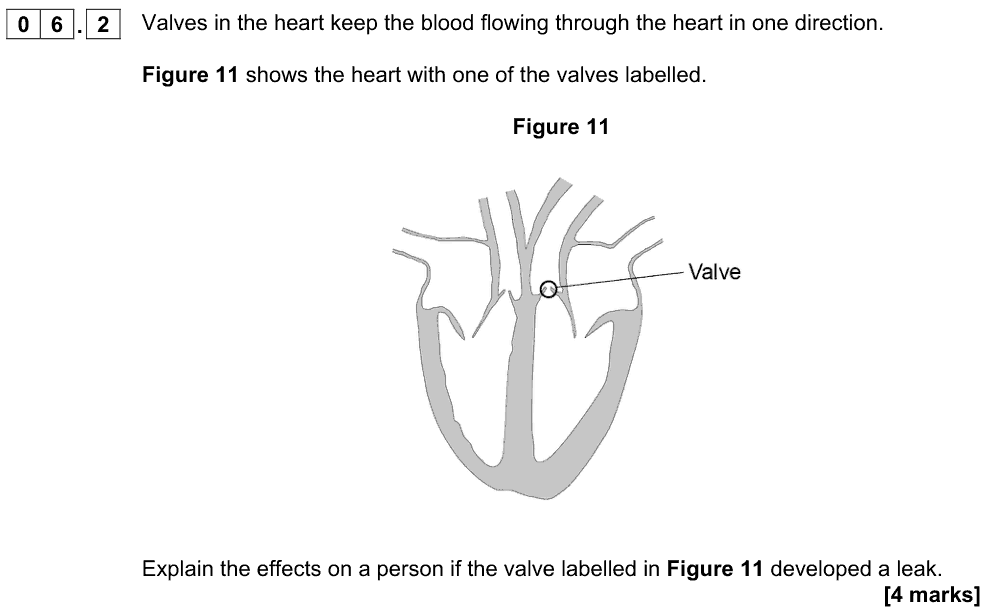 0 6 . 2 Valves in the heart keep the blood flowing through the heart in one direction.
Figure 11 shows the heart with one of the valves labelled.
Figure 11
Valve
Explain the effects on a person if the valve labelled in Figure 11 developed a leak.
[4 marks]